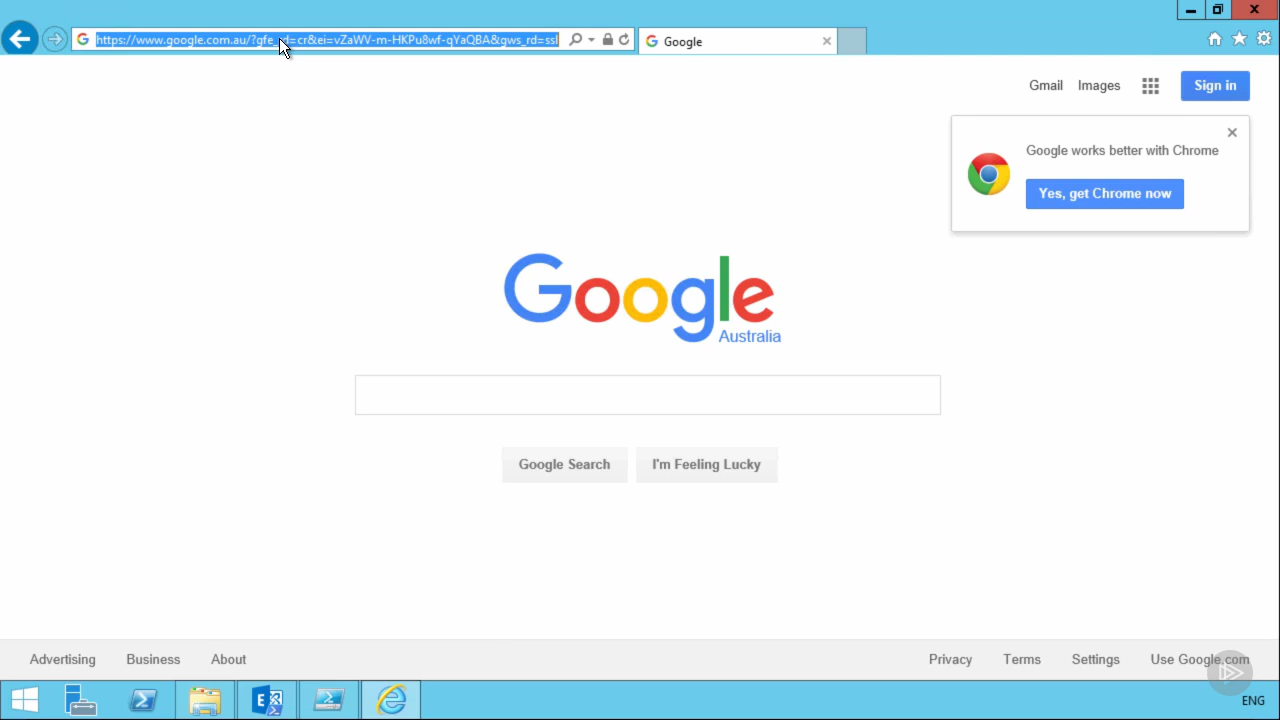 https://www.google.com.au/?gfe_rd=cr&ei=vZaWV-m-HKPu8wf-qYaQBA&gws_rd=ssl
Google
Gmail Images Sign in
Google works better with Chrome
Yes, get Chrome now
Google
Australia
Google Search I'm Feeling Lucky
Advertising Business About Privacy Terms Settings Use Google.com
ENG